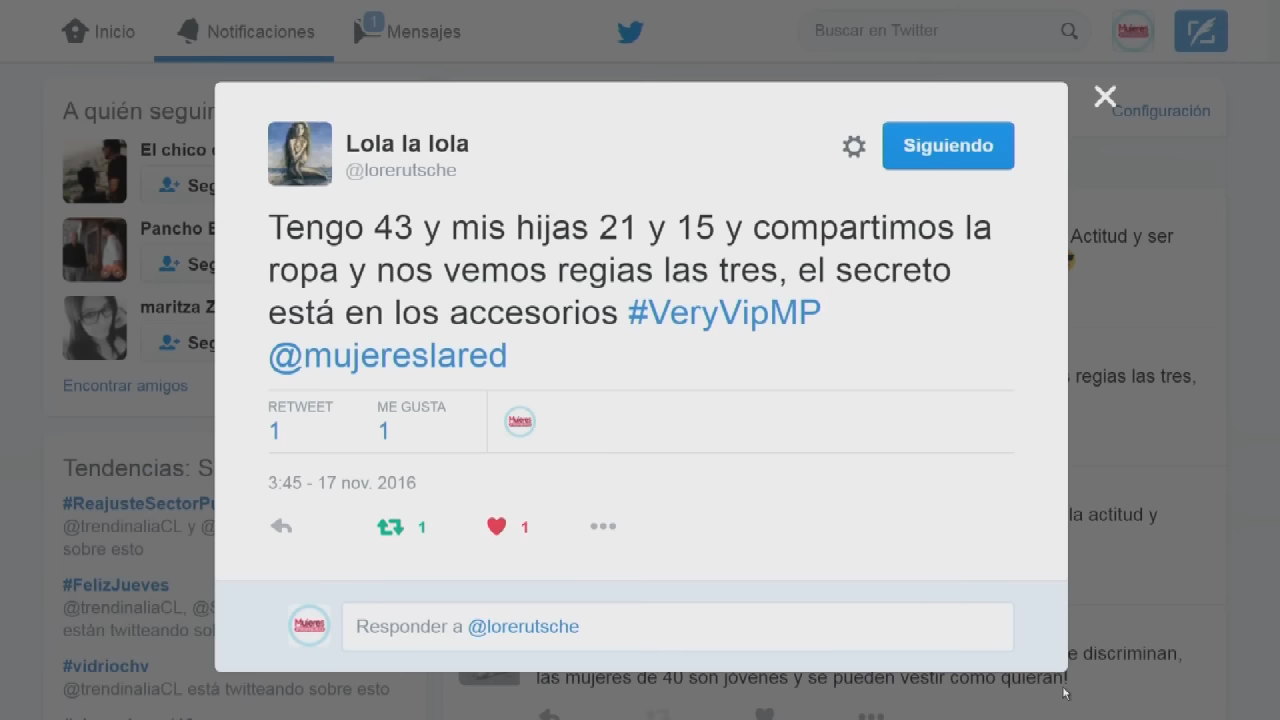 Inicio
Notificaciones
1
Mensajes
Buscar en Twitter
A quién seguir
El chico
Pancho
maritza Z
Encontrar amigos
Tendencias: S
#ReajusteSectorPu
@trendinaliaCL y @
sobre esto
#FelizJueves
@trendinaliaCL, @S
están twitteando sol
#vidriochv
@trendinaliaCL está twitteando sobre esto
Lola la lola
@lorerutsche
Siguiendo
Tengo 43 y mis hijas 21 y 15 y compartimos la
ropa y nos vemos regias las tres, el secreto
está en los accesorios #VeryVipMP
@mujereslared
RETWEET
1
ME GUSTA
1
Mujeres
3:45 - 17 nov. 2016
1
1
Mujeres
Responder a @lorerutsche
Configuración
Actitud y ser
regias las tres,
la actitud y
e discriminan,
las mujeres de 40 son jóvenes y se pueden vestir como quieran!